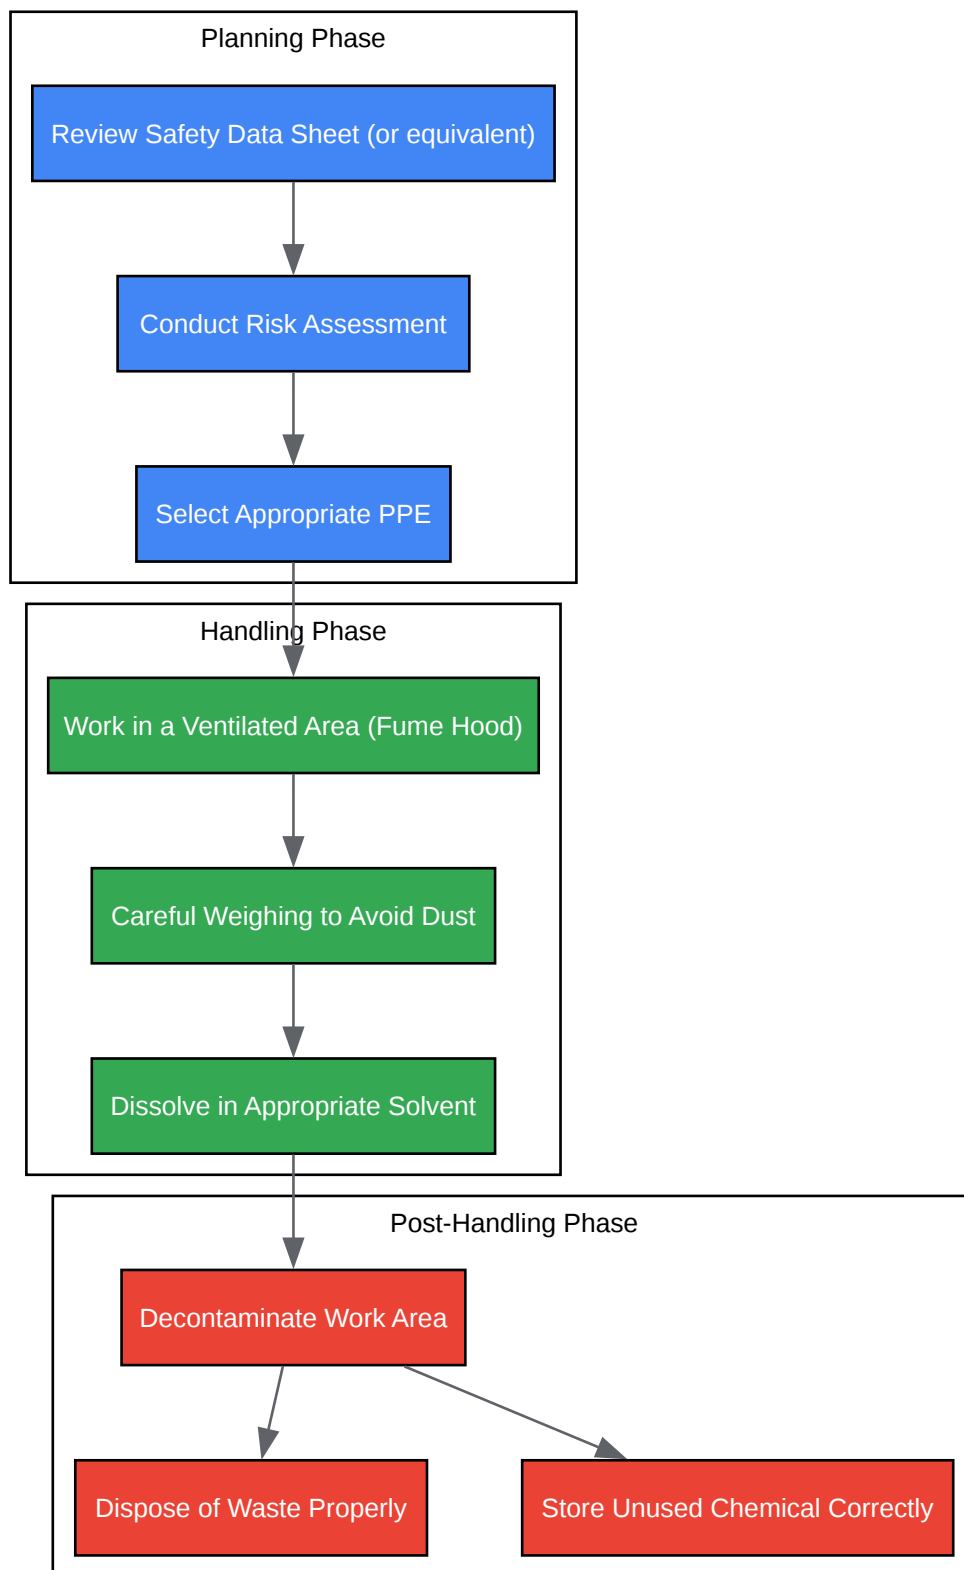 Planning Phase
Review Safety Data Sheet (or equivalent)
Conduct Risk Assessment
Select Appropriate PPE
Handling Phase
Work in a Ventilated Area (Fume Hood)
Careful Weighing to Avoid Dust
Dissolve in Appropriate Solvent
Post-Handling Phase
Decontaminate Work Area
Dispose of Waste Properly
Store Unused Chemical Correctly